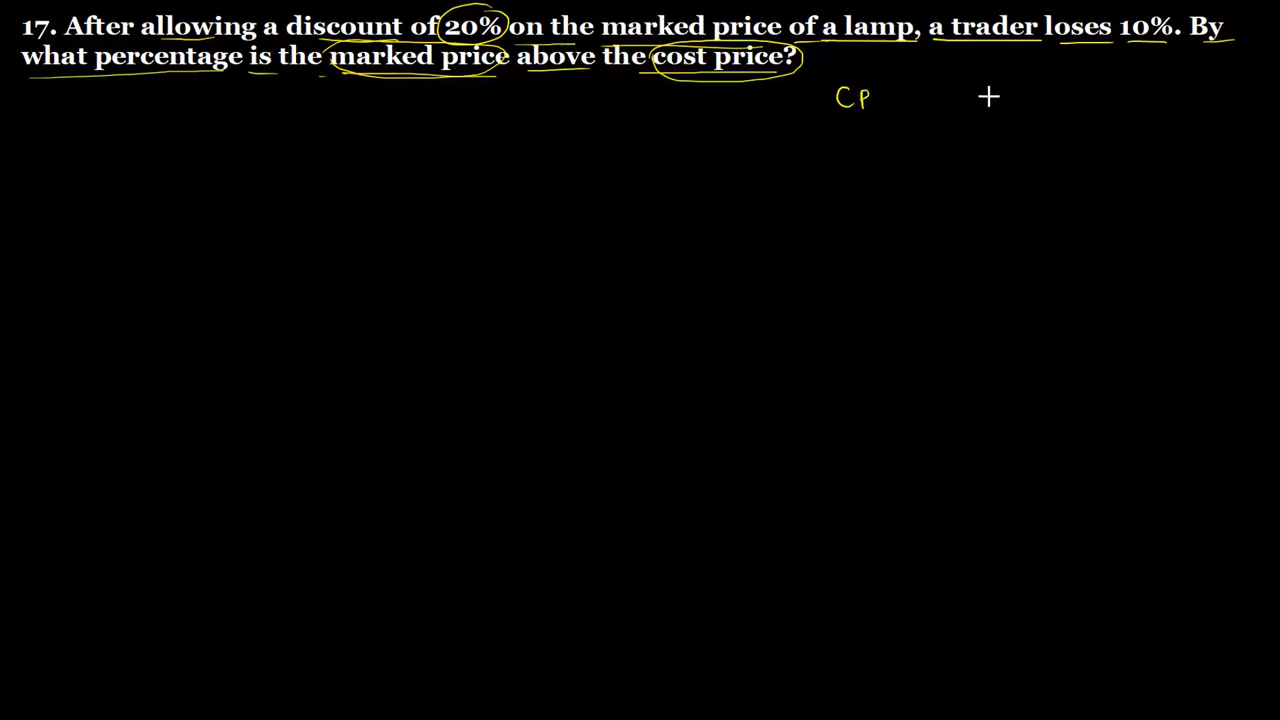 17. After allowing a discount of 20% on the marked price of a lamp, a trader loses 10%. By
what percentage is the marked price above the cost price?
CP